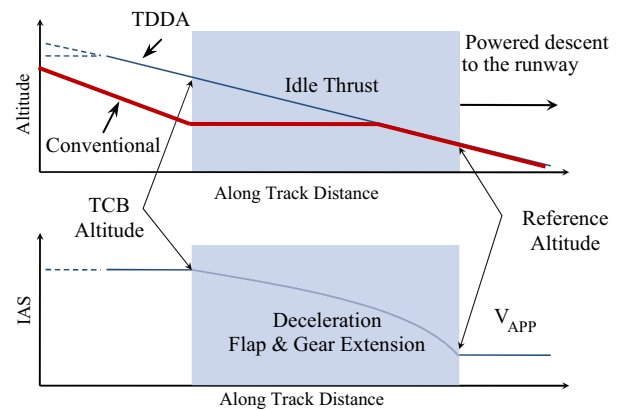 TDDA
Powered descent
to the runway
Idle Thrust
Altitude
Conventional
Along Track Distance
TCB
Altitude
Reference
Altitude
IAS
V_APP
Deceleration
Flap & Gear Extension
Along Track Distance